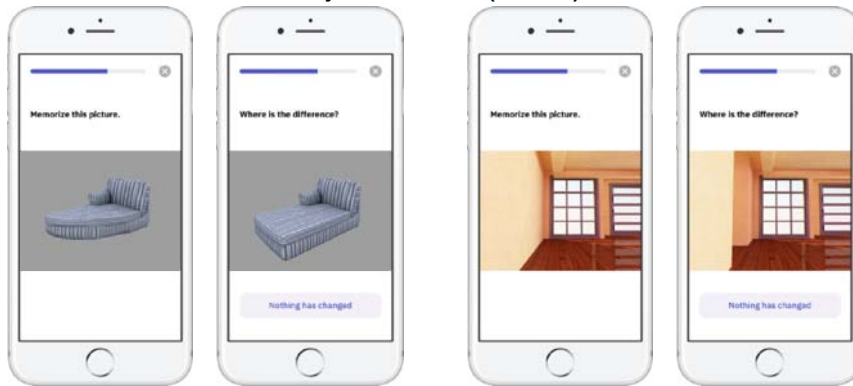 Memorize this picture.
Where is the difference?
Nothing has changed
Memorize this picture.
Where is the difference?
Nothing has changed